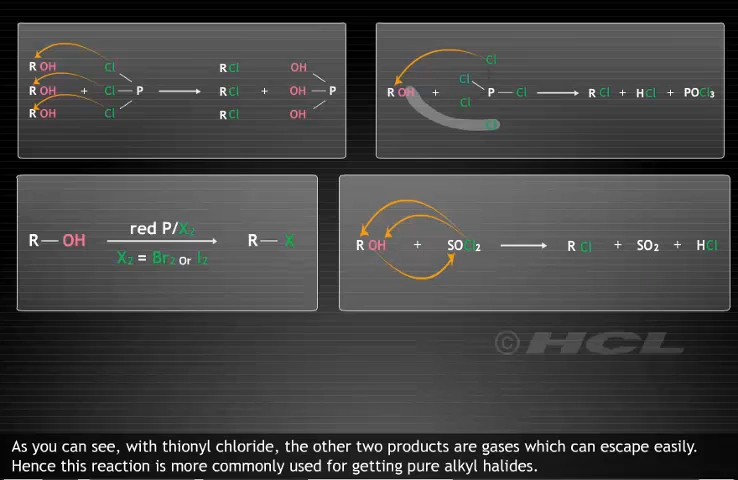 R OH Cl R Cl OH
R OH + Cl — P → R Cl + OH — P
R OH Cl R Cl OH
Cl
Cl
R OH + P — Cl → R Cl + HCl + POCl₃
Cl
Cl
red P/X₂
R — OH → R — X
X₂ = Br₂ Or I₂
R OH + SOCl₂ → R Cl + SO₂ + HCl
© HCL
As you can see, with thionyl chloride, the other two products are gases which can escape easily.
Hence this reaction is more commonly used for getting pure alkyl halides.